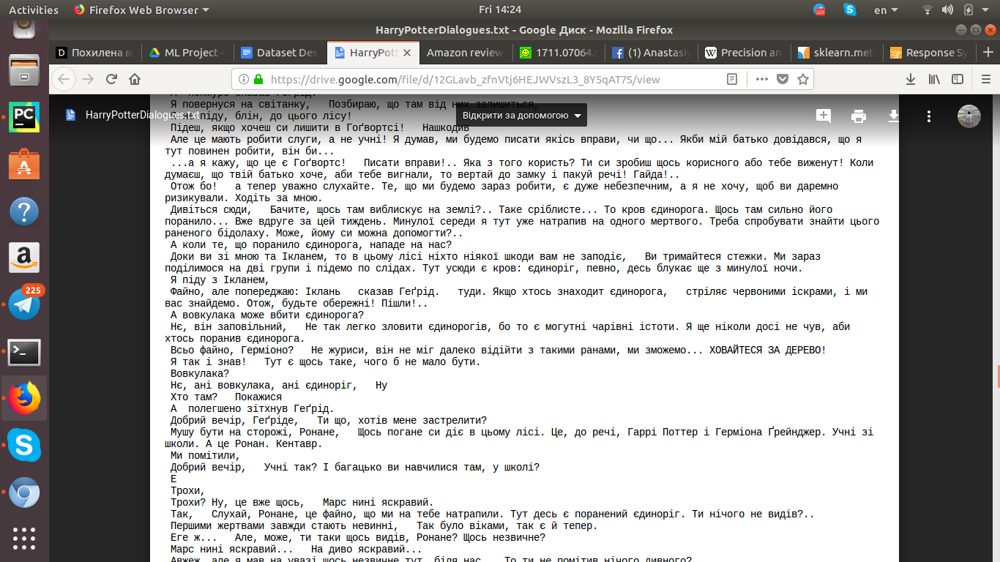 Activities
Firefox Web Browser
Fri 14:24
en
HarryPotterDialogues.txt - Google Диск - Mozilla Firefox
Похилена в
ML Project –
Dataset Des
HarryPott
Amazon review
1711.07064.
(1) Anastasi
Precision an
sklearn.met
Response Sy
https://drive.google.com/file/d/12GLavb_zfnVtj6HEJWVszL3_8Y5qAT7S/view
HarryPotterDialogues.txt
Відкрити за допомогою
А похмуро сказав Геґрід.
Я повернуся на світанку, Позбираю, що там від них залишиться,
піду, блін, до цього лісу!
Підеш, якщо хочеш си лишити в Гоґвортсі! Нашкодив
Але це мають робити слуги, а не учні! Я думав, ми будемо писати якісь вправи, чи що... Якби мій батько довідався, що я
тут повинен робити, він би...
...а я кажу, що це є Гоґвортс! Писати вправи!.. Яка з того користь? Ти си зробиш щось корисного або тебе виженут! Коли
думаєш, що твій батько хоче, аби тебе вигнали, то вертай до замку і пакуй речі! Гайда!..
Отож бо! а тепер уважно слухайте. Те, що ми будемо зараз робити, є дуже небезпечним, а я не хочу, щоб ви даремно
ризикували. Ходіть за мною.
Дивіться сюди, Бачите, щось там виблискує на землі?.. Таке сріблисте... То кров єдинорога. Щось там сильно його
поранило... Вже вдруге за цей тиждень. Минулої середи я тут уже натрапив на одного мертвого. Треба спробувати знайти цього
раненого бідолаху. Може, йому си можна допомогти?..
А коли те, що поранило єдинорога, нападе на нас?
Доки ви зі мною та Ікланем, то в цьому лісі ніхто ніякої шкоди вам не заподіє, Ви тримайтеся стежки. Ми зараз
поділимося на дві групи і підемо по слідах. Тут усюди є кров: єдиноріг, певно, десь блукає ще з минулої ночи.
Я піду з Ікланем,
Файно, але попереджаю: Іклань сказав Геґрід. туди. Якщо хтось знаходит єдинорога, стріляє червоними іскрами, і ми
вас знайдемо. Отож, будьте обережні! Пішли!..
А вовкулака може вбити єдинорога?
Нє, він заповільний, Не так легко зловити єдинорогів, бо то є могутні чарівні істоти. Я ще ніколи досі не чув, аби
хтось поранив єдинорога.
Всьо файно, Герміоно? Не журиси, він не міг далеко відійти з такими ранами, ми зможемо... ХОВАЙТЕСЯ ЗА ДЕРЕВО!
Я так і знав! Тут є щось таке, чого б не мало бути.
Вовкулака?
Нє, ані вовкулака, ані єдиноріг, Ну
Хто там? Покажися
А полегшено зітхнув Геґрід.
Добрий вечір, Геґріде, Ти що, хотів мене застрелити?
Мушу бути на сторожі, Ронане, Щось погане си діє в цьому лісі. Це, до речі, Гаррі Поттер і Герміона Ґрейнджер. Учні зі
школи. А це Ронан. Кентавр.
Ми помітили,
Добрий вечір, Учні так? І багацько ви навчилися там, у школі?
Е
Трохи,
Трохи? Ну, це вже щось, Марс нині яскравий.
Так, Слухай, Ронане, це файно, що ми на тебе натрапили. Тут десь є поранений єдиноріг. Ти нічого не видів?..
Першими жертвами завжди стають невинні, Так було віками, так є й тепер.
Еге ж... Але, може, ти таки щось видів, Ронане? Щось незвичне?
Марс нині яскравий... На диво яскравий...
Авжеж, але я мав на увазі щось незвичне тут, біля нас, То ти не помітив нічого дивного?
225
225